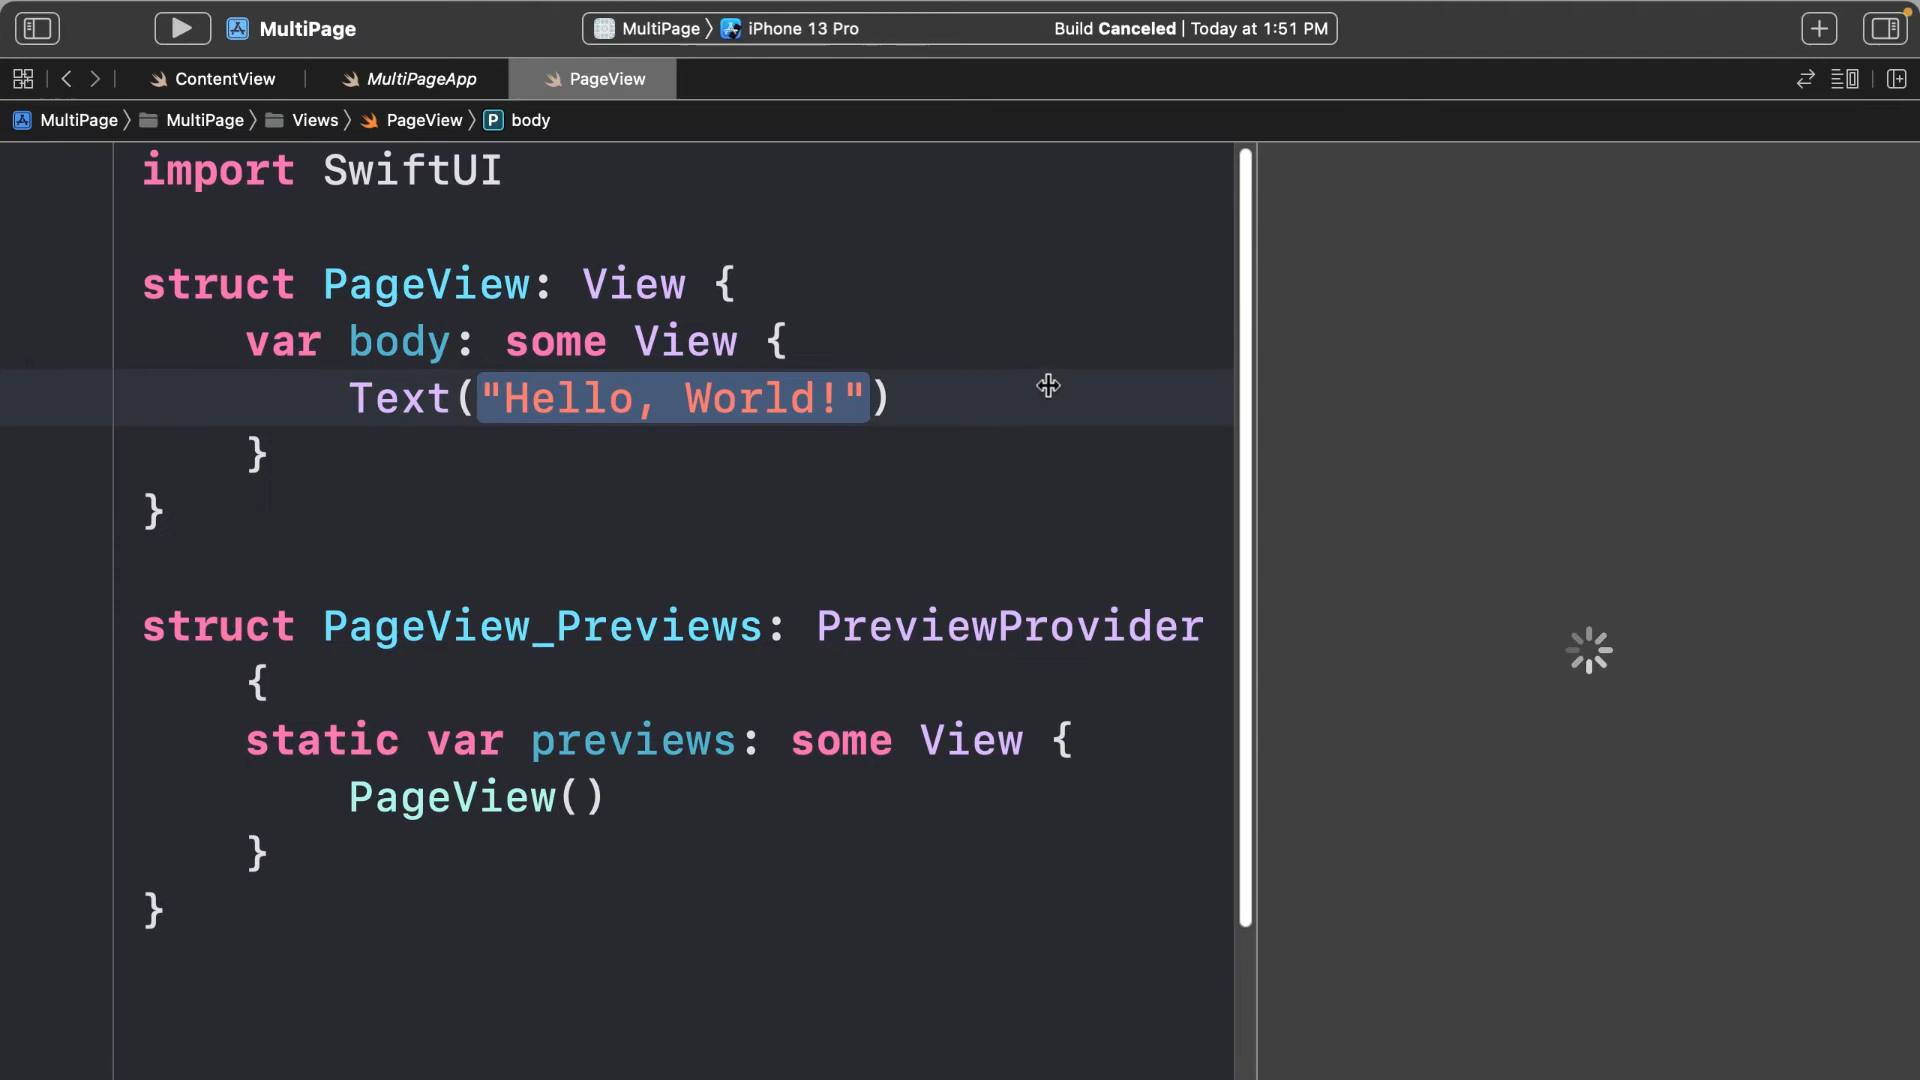 MultiPage
MultiPage 〉 iPhone 13 Pro
Build Canceled | Today at 1:51 PM
ContentView
MultiPageApp
PageView
MultiPage 〉 MultiPage 〉 Views 〉 PageView 〉 P body
import SwiftUI
struct PageView: View {
var body: some View {
Text("Hello, World!")
}
}
struct PageView_Previews: PreviewProvider
{
static var previews: some View {
PageView()
}
}